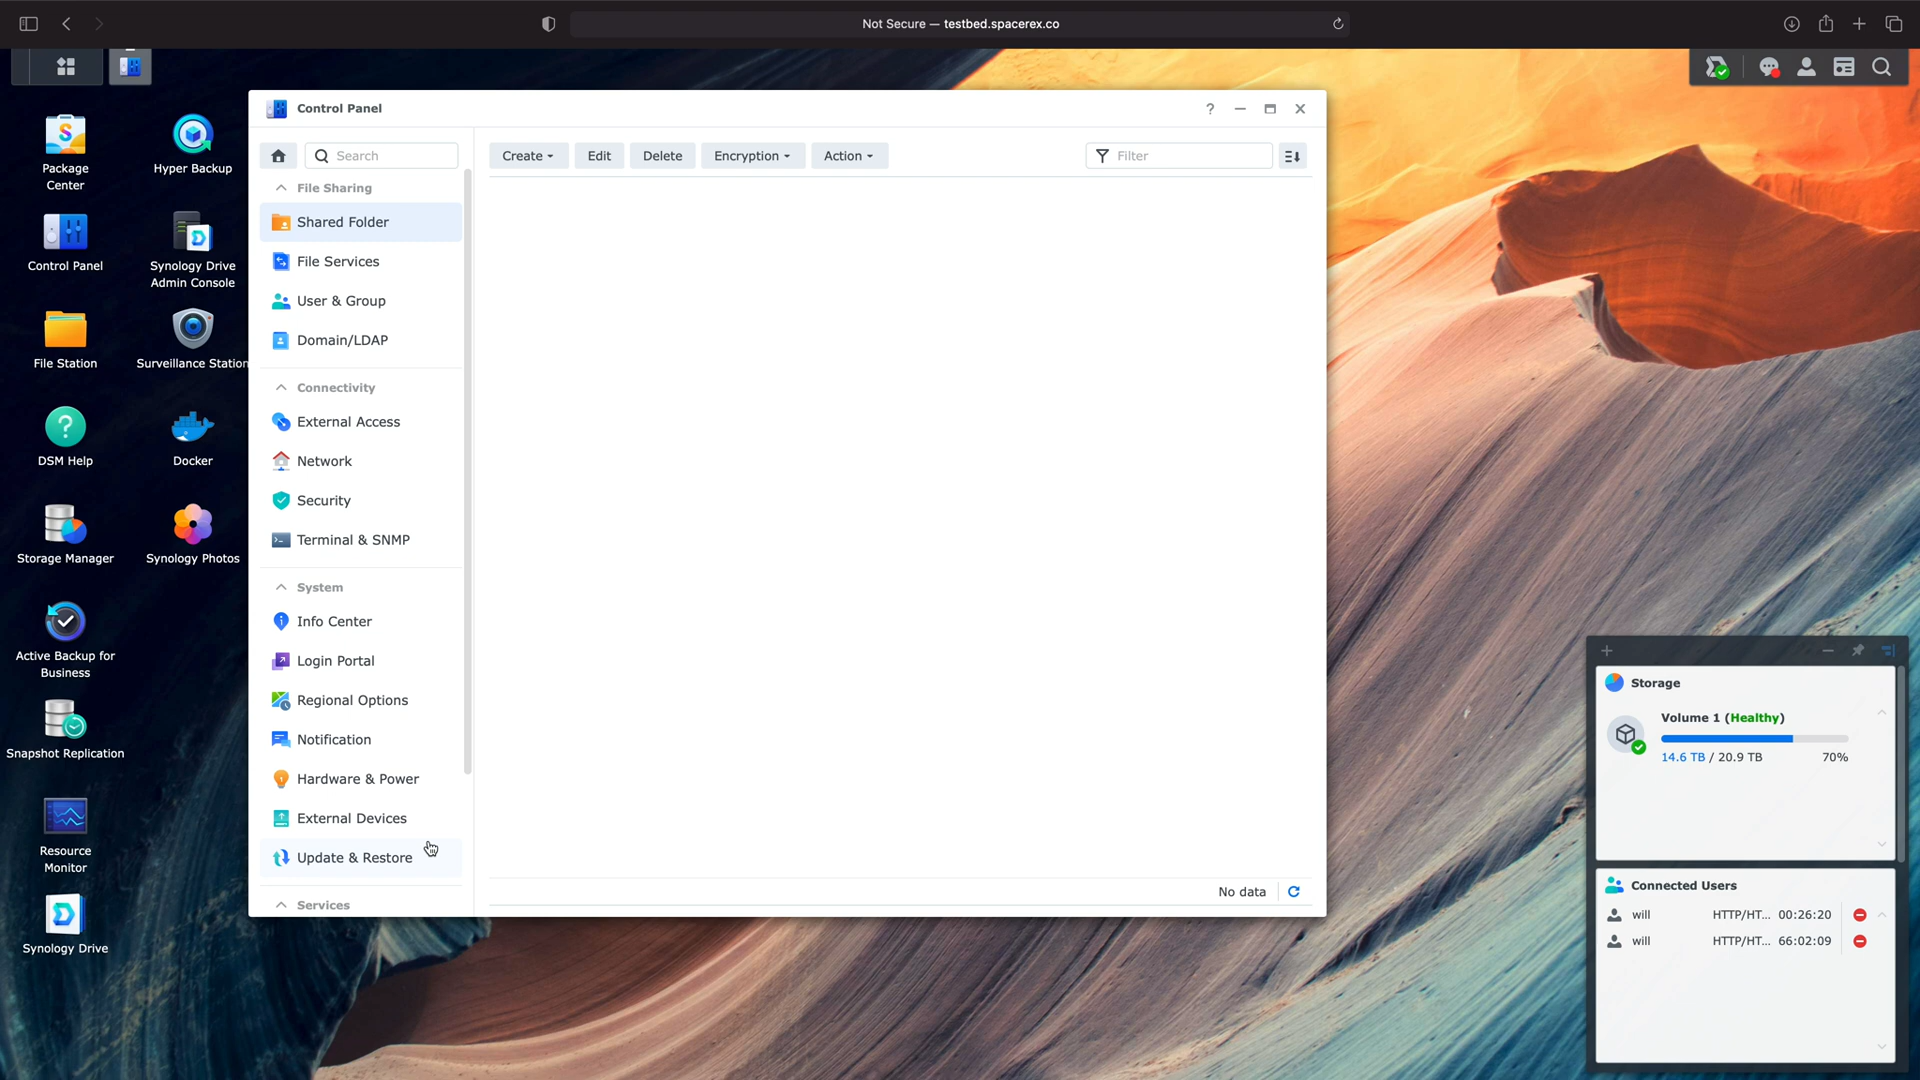 Not Secure — testbed.spacerex.co
Control Panel
Package
Center
Hyper Backup
Control Panel
Synology Drive
Admin Console
File Station
Surveillance Station
DSM Help
Docker
Storage Manager
Synology Photos
Active Backup for
Business
Snapshot Replication
Resource
Monitor
Synology Drive
Search
File Sharing
Shared Folder
File Services
User & Group
Domain/LDAP
Connectivity
External Access
Network
Security
Terminal & SNMP
System
Info Center
Login Portal
Regional Options
Notification
Hardware & Power
External Devices
Update & Restore
Services
Create Edit Delete Encryption Action Filter
No data
Storage
Volume 1 (Healthy)
14.6 TB / 20.9 TB 70%
Connected Users
will HTTP/HT... 00:26:20
will HTTP/HT... 66:02:09